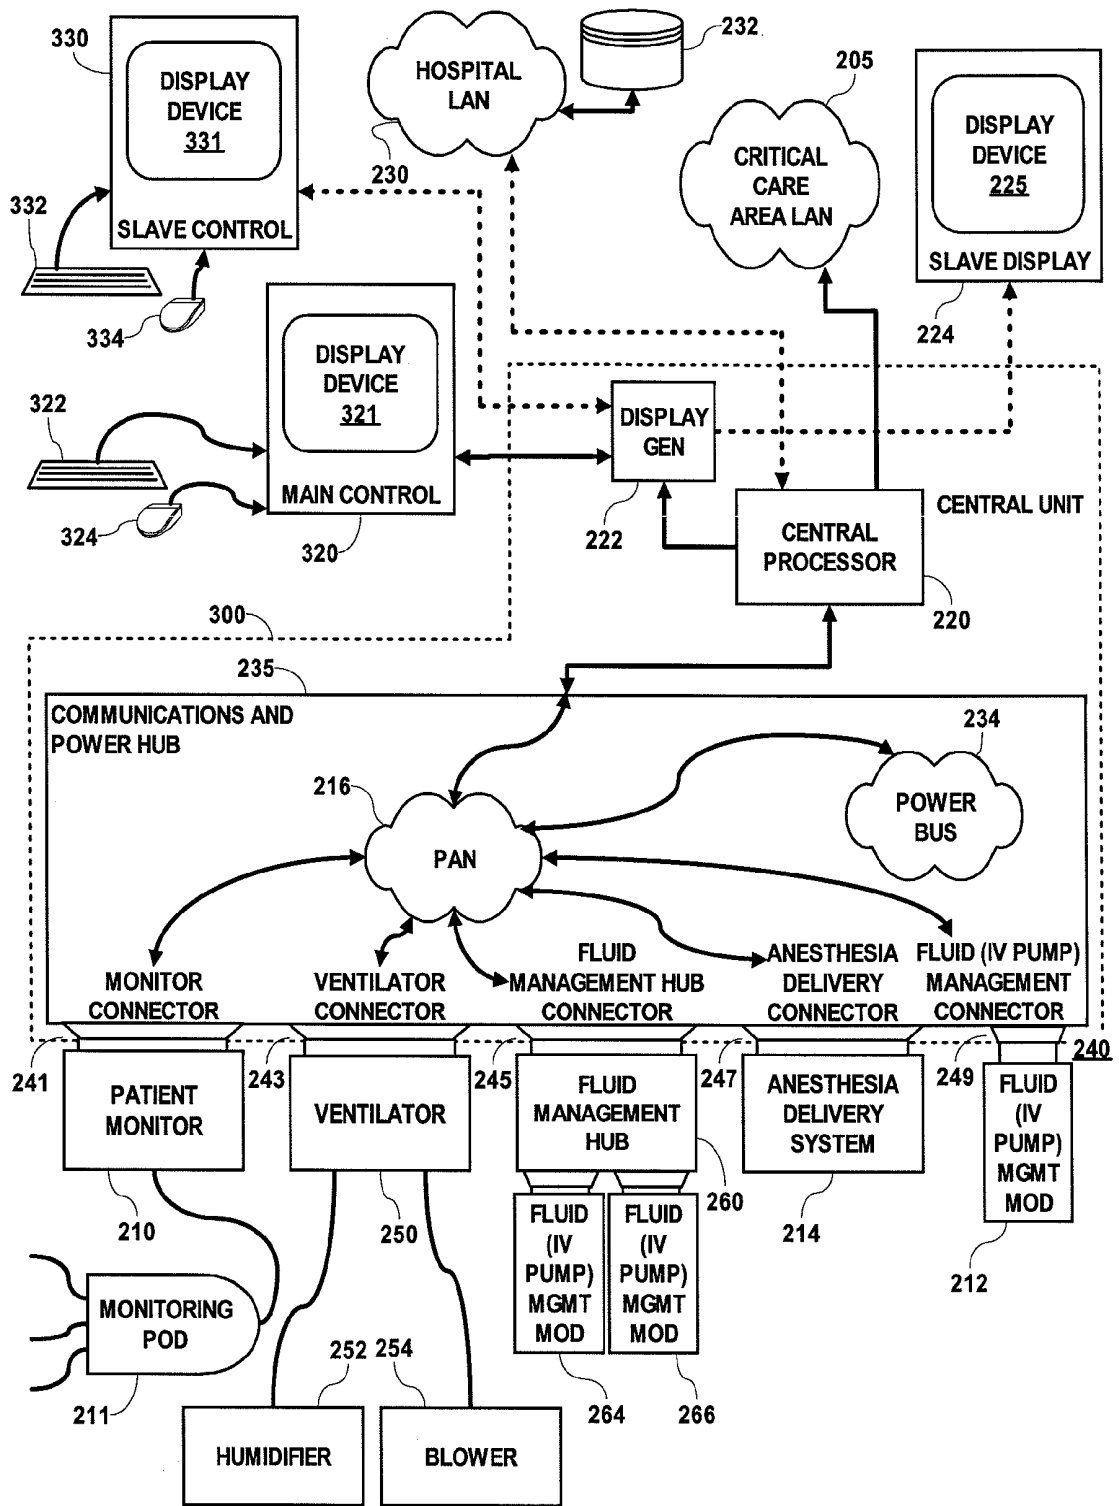 330
DISPLAY
DEVICE
331
SLAVE CONTROL
332
334
HOSPITAL
LAN
230
232
205
CRITICAL
CARE
AREA LAN
DISPLAY
DEVICE
225
SLAVE DISPLAY
224
322
324
DISPLAY
DEVICE
321
MAIN CONTROL
320
DISPLAY
GEN
222
CENTRAL UNIT
CENTRAL
PROCESSOR
220
300
235
COMMUNICATIONS AND
POWER HUB
234
POWER
BUS
216
PAN
MONITOR
CONNECTOR
VENTILATOR
CONNECTOR
FLUID
MANAGEMENT HUB
CONNECTOR
ANESTHESIA
DELIVERY
CONNECTOR
FLUID (IV PUMP)
MANAGEMENT
CONNECTOR
241
243
245
247
249
240
PATIENT
MONITOR
210
VENTILATOR
250
FLUID
MANAGEMENT
HUB
260
ANESTHESIA
DELIVERY
SYSTEM
214
FLUID
(IV
PUMP)
MGMT
MOD
212
FLUID
(IV
PUMP)
MGMT
MOD
264
FLUID
(IV
PUMP)
MGMT
MOD
266
MONITORING
POD
211
252
254
HUMIDIFIER
BLOWER